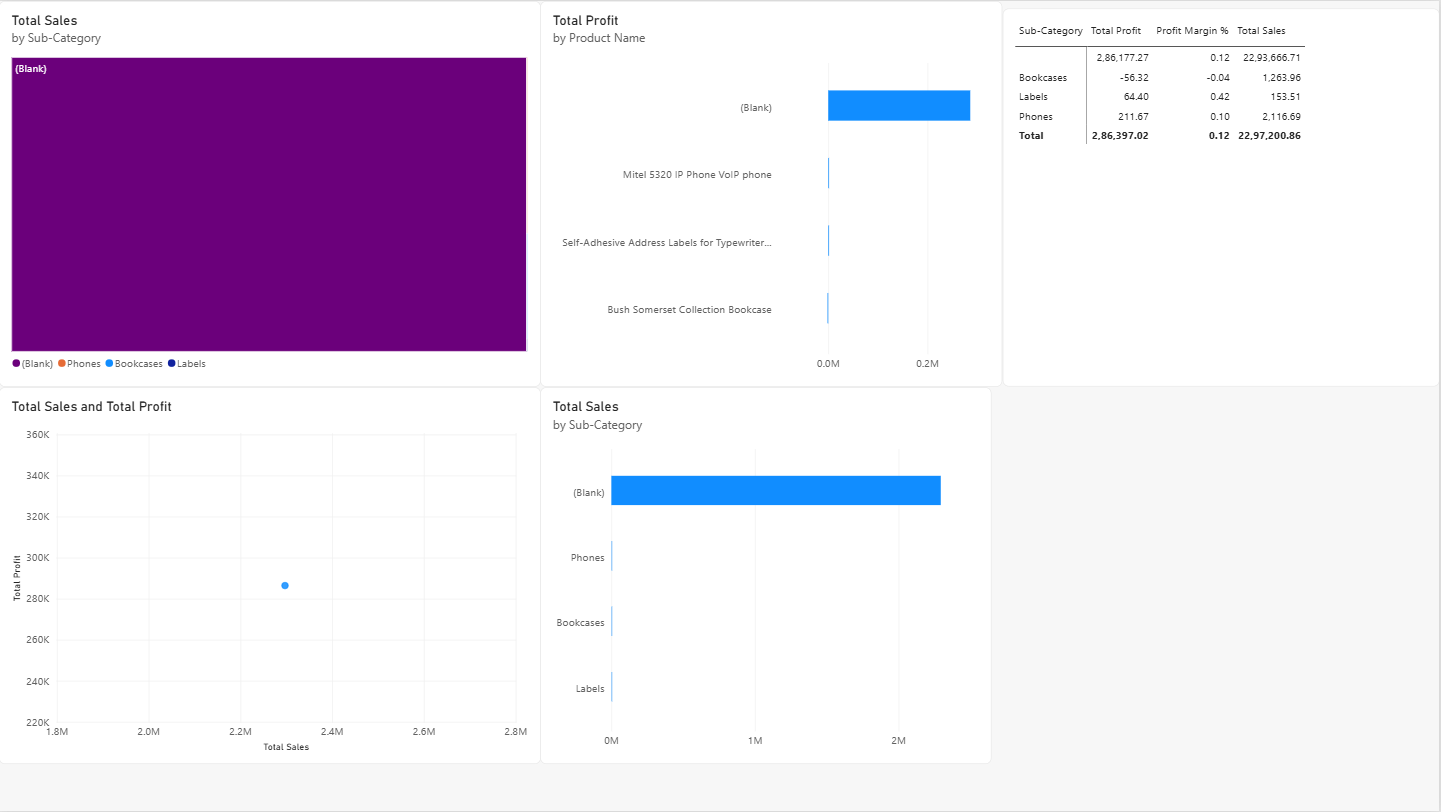 Total Sales
by Sub-Category
(Blank)
(Blank) Phones Bookcases Labels
Total Profit
by Product Name
(Blank)
Mitel 5320 IP Phone VoIP phone
Self-Adhesive Address Labels for Typewriter...
Bush Somerset Collection Bookcase
0.0M 0.2M
Sub-Category Total Profit Profit Margin % Total Sales
2,86,177.27 0.12 22,93,666.71
Bookcases -56.32 -0.04 1,263.96
Labels 64.40 0.42 153.51
Phones 211.67 0.10 2,116.69
Total 2,86,397.02 0.12 22,97,200.86
Total Sales and Total Profit
Total Profit
360K
340K
320K
300K
280K
260K
240K
220K
1.8M 2.0M 2.2M 2.4M 2.6M 2.8M
Total Sales
Total Sales
by Sub-Category
(Blank)
Phones
Bookcases
Labels
0M 1M 2M